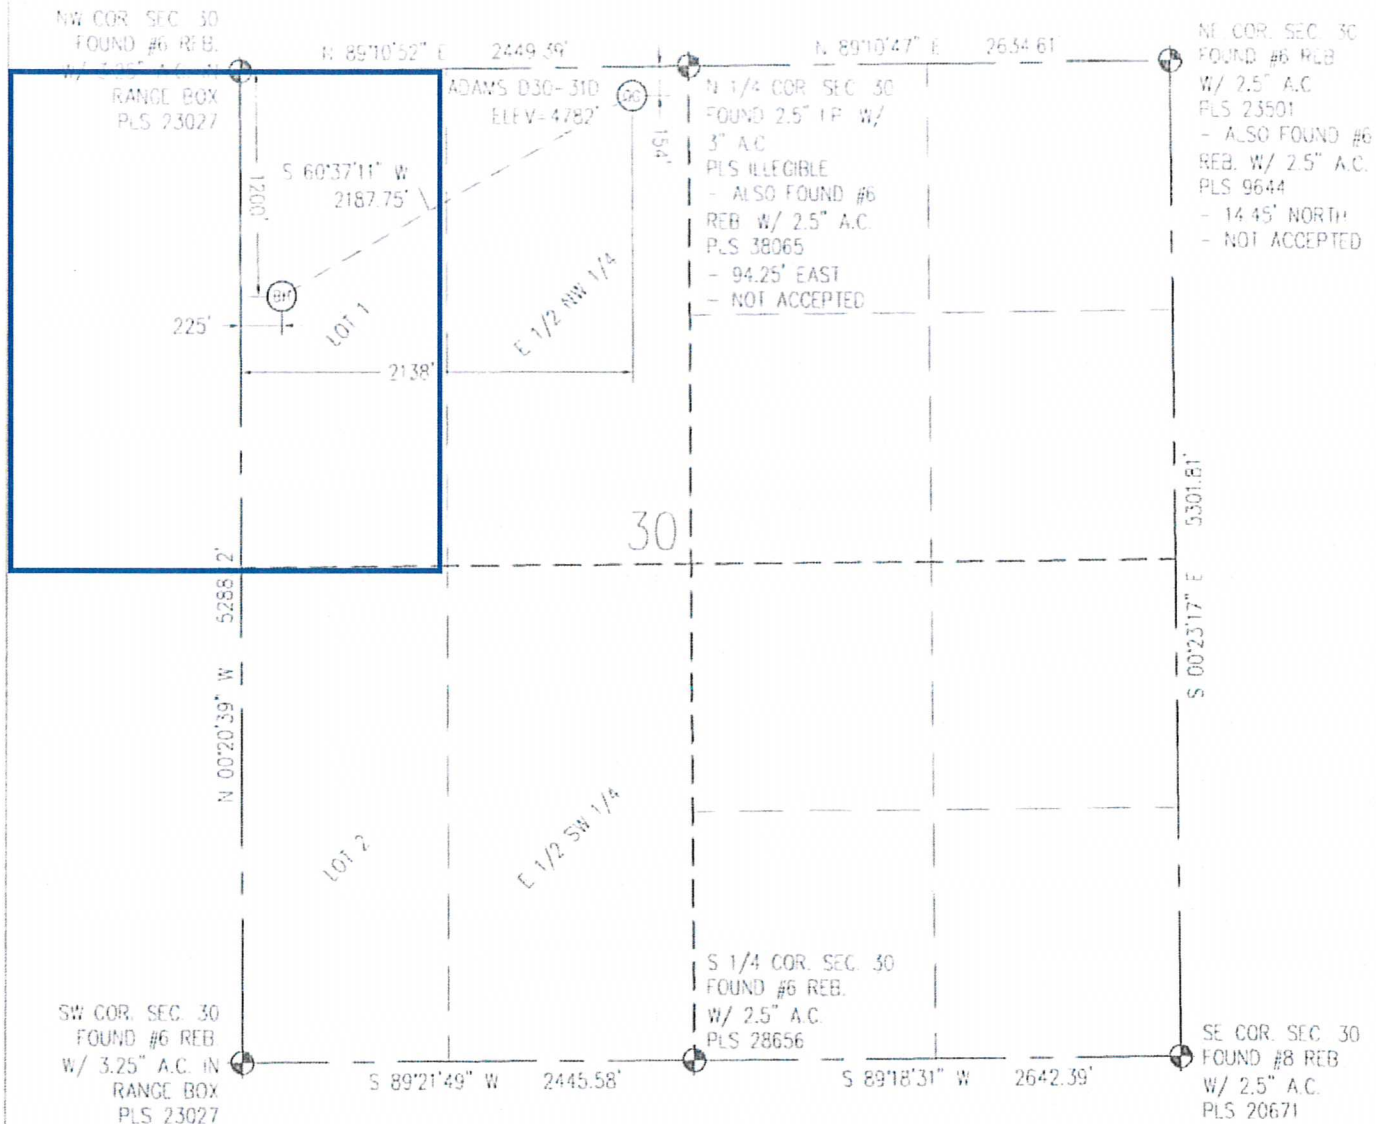 NW COR. SEC. 30
FOUND #6 REB.
W/ 3.25" A.C. IN
RANGE BOX
PLS 23027
N 89°10'52" E 2449.39'
N 89°10'47" E 2634.61
NE COR. SEC. 30
FOUND #6 REB
W/ 2.5" A.C.
PLS 23501
- ALSO FOUND #6
REB. W/ 2.5" A.C.
PLS 9644
- 14.45' NORTH
- NOT ACCEPTED
ADAMS D30-31D
ELEV-4782'
154'
N 1/4 COR SEC 30
FOUND 2.5" I.P. W/
3" A.C
PLS ILLEGIBLE
- ALSO FOUND #6
REB W/ 2.5" A.C.
PLS 38065
- 94.25' EAST
- NOT ACCEPTED
S 60°37'11" W
2187.75'
1200'
BH
225'
LOT 1
E 1/2 NW 1/4
2138'
30
5301.81'
S 00°23'17" E
5288 2'
N 00°20'39" W
LOT 2
E 1/2 SW 1/4
SW COR. SEC. 30
FOUND #6 REB.
W/ 3.25" A.C. IN
RANGE BOX
PLS 23027
S 89°21'49" W 2445.58'
S 1/4 COR. SEC. 30
FOUND #6 REB.
W/ 2.5" A.C.
PLS 28656
S 89°18'31" W 2642.39'
SE COR. SEC 30
FOUND #8 REB
W/ 2.5" A.C.
PLS 20671